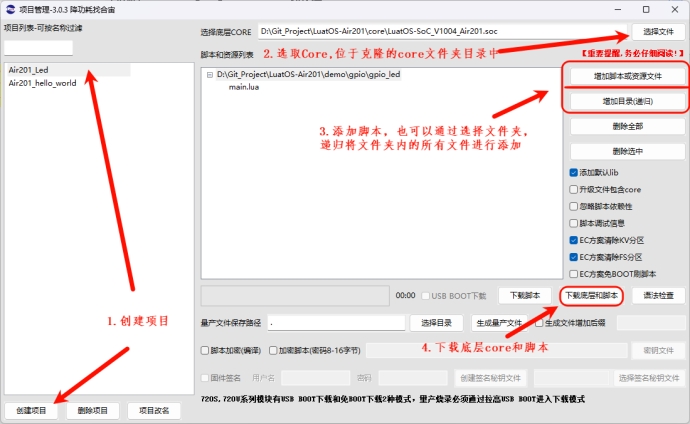 项目管理-3.0.3 降功耗找合宙
项目列表-可按名称过滤
Air201_Led
Air201_hello_world
1.创建项目
创建项目
删除项目
项目改名
选择底层CORE
D:\Git_Project\LuatOS-Air201\core\LuatOS-SoC_V1004_Air201.soc
选择文件
2.选取Core,位于克隆的core文件夹目录中
脚本和资源列表
【重要提醒,务必仔细阅读!】
D:\Git_Project\LuatOS-Air201\demo\gpio\gpio_led
main.lua
3.添加脚本，也可以通过选择文件夹，
递归将文件夹内的所有文件进行添加
增加脚本或资源文件
增加目录(递归)
删除全部
删除选中
添加默认lib
升级文件包含core
忽略脚本依赖性
脚本调试信息
EC方案清除KV分区
EC方案清除FS分区
EC方案免BOOT刷脚本
00:00
USB BOOT下载
下载脚本
下载底层和脚本
语法检查
量产文件保存路径
.
选择目录
生成量产文件
生成文件增加后缀
4.下载底层core和脚本
脚本加密(编译)
加密脚本(密码8-16字节)
密钥文件
固件签名
用户名
密码
创建签名秘钥文件
选择签名秘钥文件
720S,720U系列模块有USB BOOT下载和免BOOT下载2种模式，量产烧录必须通过拉高USB BOOT进入下载模式